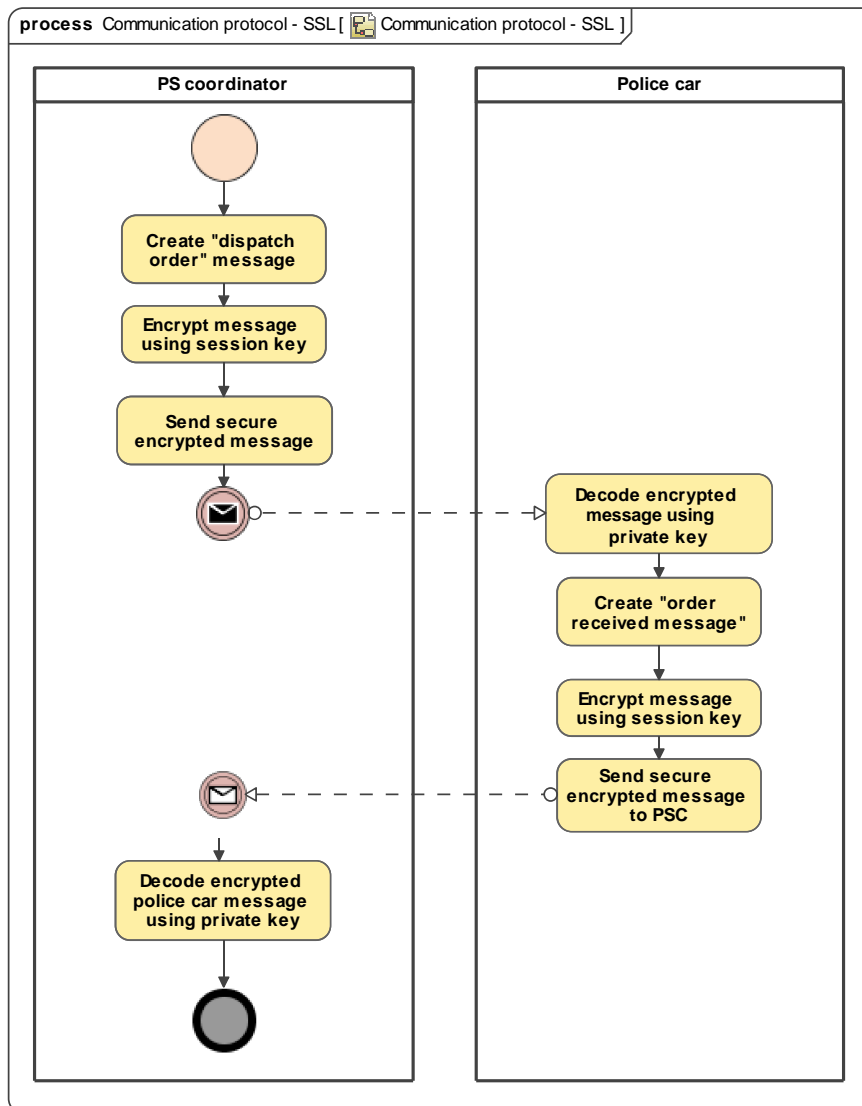 process Communication protocol - SSL [ Communication protocol - SSL ]
PS coordinator
Create "dispatch
order" message
Encrypt message
using session key
Send secure
encrypted message
Decode encrypted
police car message
using private key
Police car
Decode encrypted
message using
private key
Create "order
received message"
Encrypt message
using session key
Send secure
encrypted message
to PSC